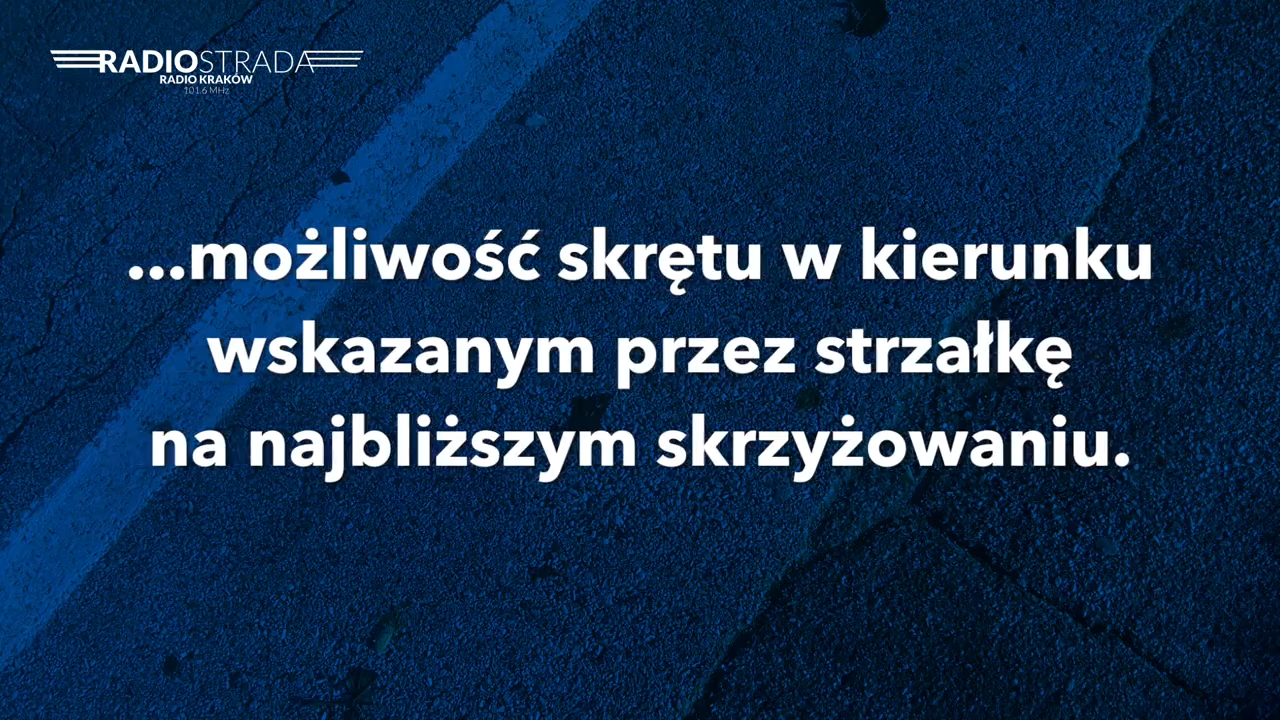 RADIOSTRADA
RADIO KRAKÓW
101.6 MHz
...możliwość skrętu w kierunku
wskazanym przez strzałkę
na najbliższym skrzyżowaniu.